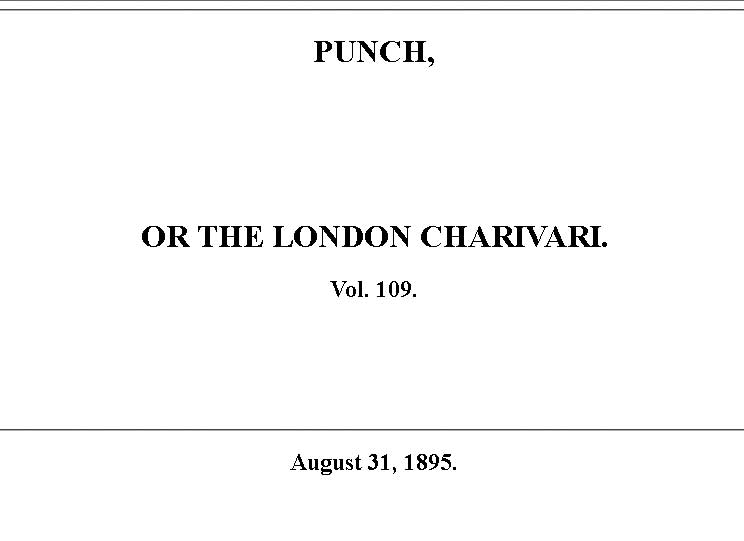 PUNCH,
OR THE LONDON CHARIVARI.
Vol. 109.
August 31, 1895.